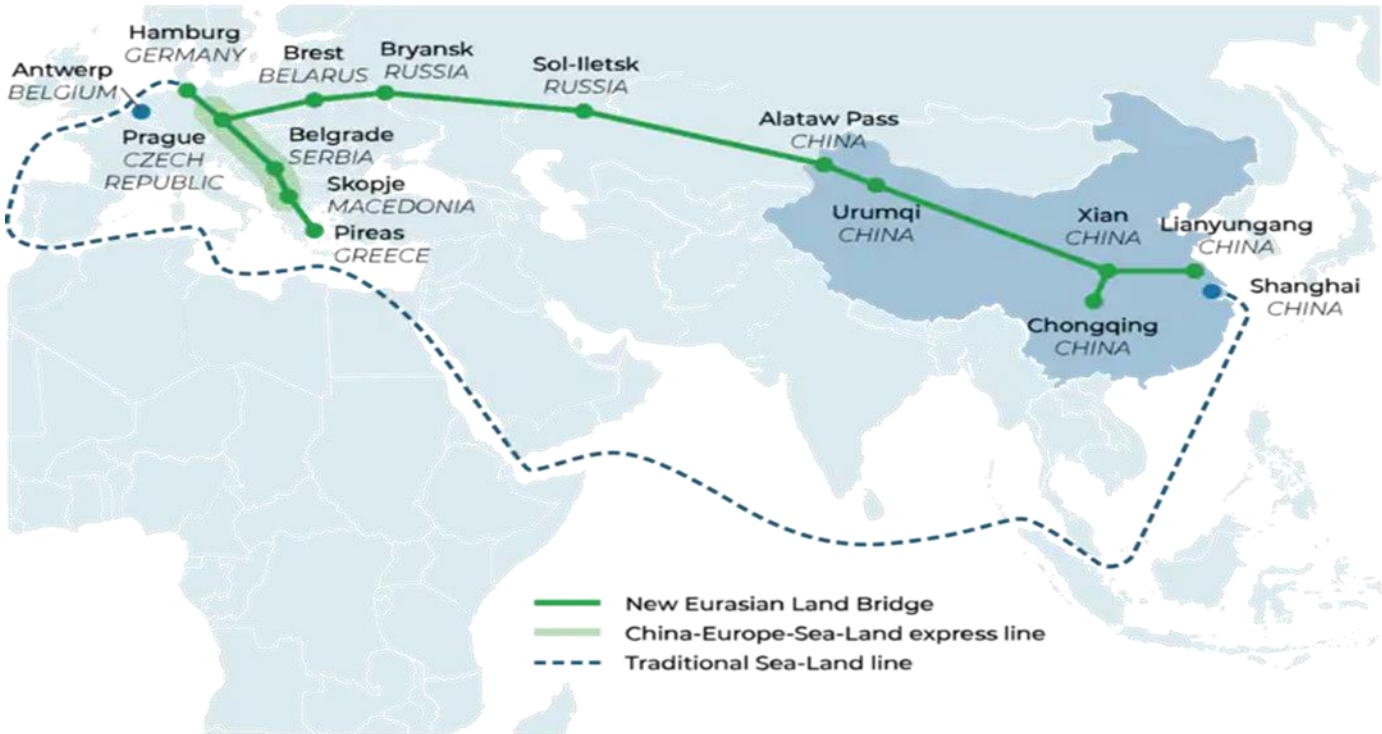 Hamburg
GERMANY
Antwerp
BELGIUM
Brest
BELARUS
Bryansk
RUSSIA
Sol-Iletsk
RUSSIA
Alataw Pass
CHINA
Prague
CZECH
REPUBLIC
Belgrade
SERBIA
Skopje
MACEDONIA
Pireas
GREECE
Urumqi
CHINA
Xian
CHINA
Lianyungang
CHINA
Shanghai
CHINA
Chongqing
CHINA
New Eurasian Land Bridge
China-Europe-Sea-Land express line
Traditional Sea-Land line